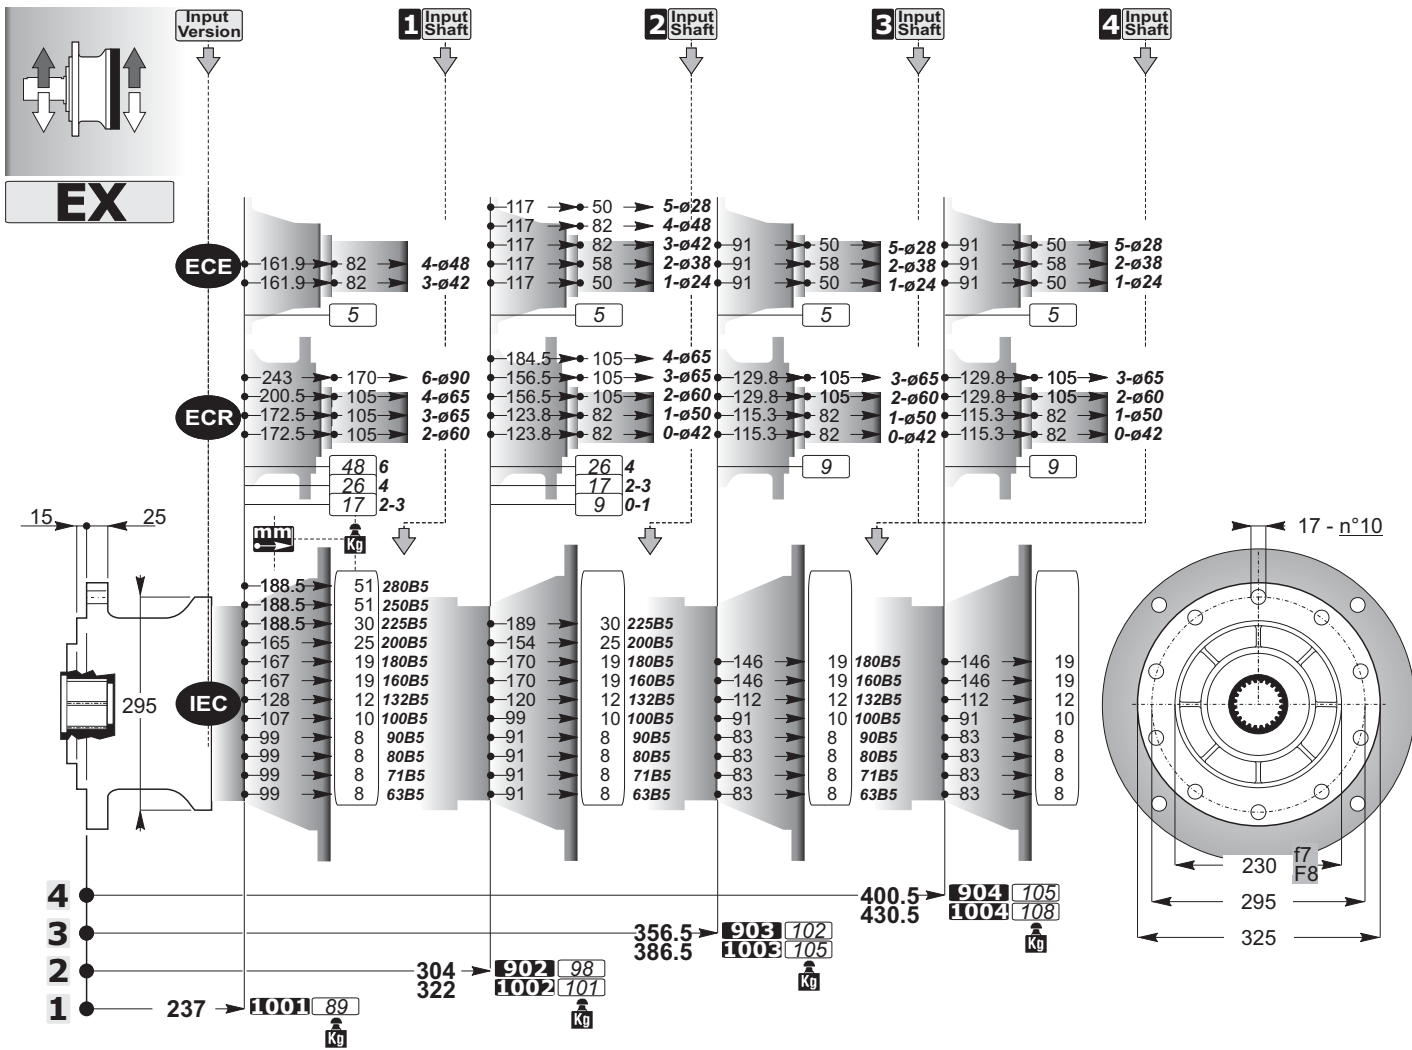 Input Version
1 Input Shaft
2 Input Shaft
3 Input Shaft
4 Input Shaft
EX
ECE
161.9 82 4-ø48
161.9 82 3-ø42
5
117 50 5-ø28
117 82 4-ø48
117 82 3-ø42
117 58 2-ø38
117 50 1-ø24
5
91 50 5-ø28
91 58 2-ø38
91 50 1-ø24
5
91 50 5-ø28
91 58 2-ø38
91 50 1-ø24
5
ECR
243 170 6-ø90
200.5 105 4-ø65
172.5 105 3-ø65
172.5 105 2-ø60
48 6
26 4
17 2-3
184.5 105 4-ø65
156.5 105 3-ø65
156.5 105 2-ø60
123.8 82 1-ø50
123.8 82 0-ø42
26 4
17 2-3
9 0-1
129.8 105 3-ø65
129.8 105 2-ø60
115.3 82 1-ø50
115.3 82 0-ø42
9
129.8 105 3-ø65
129.8 105 2-ø60
115.3 82 1-ø50
115.3 82 0-ø42
9
15 25
295
mm
Kg
IEC
188.5 51 280B5
188.5 51 250B5
188.5 30 225B5
165 25 200B5
167 19 180B5
167 19 160B5
128 12 132B5
107 10 100B5
99 8 90B5
99 8 80B5
99 8 71B5
99 8 63B5
189 30 225B5
154 25 200B5
170 19 180B5
170 19 160B5
120 12 132B5
99 10 100B5
91 8 90B5
91 8 80B5
91 8 71B5
91 8 63B5
146 19 180B5
146 19 160B5
112 12 132B5
91 10 100B5
83 8 90B5
83 8 80B5
83 8 71B5
83 8 63B5
146 19
146 19
112 12
91 10
83 8
83 8
83 8
83 8
17 - n°10
230 f7 F8
295
325
4 400.5 904 105
430.5 1004 108
Kg
3 356.5 903 102
386.5 1003 105
Kg
2 304 902 98
322 1002 101
Kg
1 237 1001 89
Kg